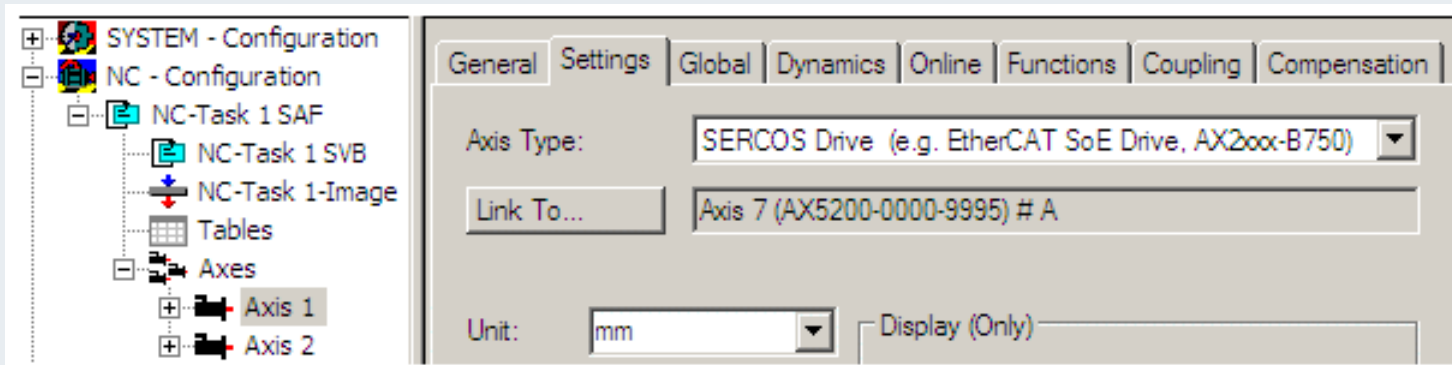 SYSTEM - Configuration
NC - Configuration
NC-Task 1 SAF
NC-Task 1 SVB
NC-Task 1-Image
Tables
Axes
Axis 1
Axis 2
General Settings Global Dynamics Online Functions Coupling Compensation
Axis Type: SERCOS Drive (e.g. EtherCAT SoE Drive, AX2xxx-B750)
Link To... Axis 7 (AX5200-0000-9995) # A
Unit: mm Display (Only)